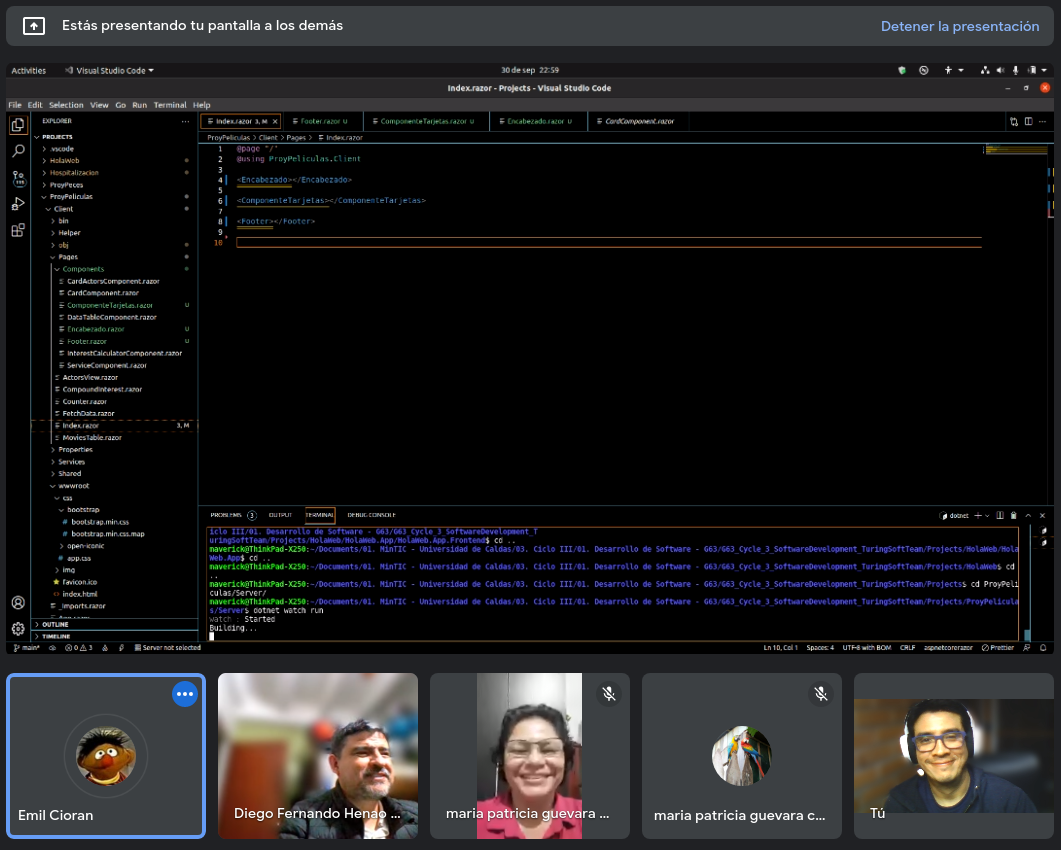 Estás presentando tu pantalla a los demás
Detener la presentación
Activities
Visual Studio Code
30 de sep 22:59
Index.razor - Projects - Visual Studio Code
File Edit Selection View Go Run Terminal Help
EXPLORER
Index.razor 3, M
Footer.razor U
ComponenteTarjetas.razor U
Encabezado.razor U
CardComponent.razor
ProyPeliculas > Client > Pages > Index.razor
PROJECTS
.vscode
HolaWeb
Hospitalizacion
ProyPeces
ProyPeliculas
Client
bin
Helper
obj
Pages
Components
CardActorsComponent.razor
CardComponent.razor
ComponenteTarjetas.razor U
DataTableComponent.razor
Encabezado.razor U
Footer.razor U
InterestCalculatorComponent.razor
ServiceComponent.razor
ActorsView.razor
CompoundInterest.razor
Counter.razor
FetchData.razor
Index.razor 3, M
MoviesTable.razor
Properties
Services
Shared
wwwroot
css
bootstrap
bootstrap.min.css
bootstrap.min.css.map
open-iconic
app.css
img
favicon.ico
index.html
_Imports.razor
OUTLINE
TIMELINE
1 @page "/"
2 @using ProyPeliculas.Client
3
4 <Encabezado></Encabezado>
5
6 <ComponenteTarjetas></ComponenteTarjetas>
7
8 <Footer></Footer>
9
10
PROBLEMS 3 OUTPUT TERMINAL DEBUG CONSOLE
dotnet
iclo III/01. Desarrollo de Software - G63/G63_Cycle_3_SoftwareDevelopment_T
uringSoftTeam/Projects/HolaWeb/HolaWeb.App/HolaWeb.App.Frontend$ cd ..
maverick@ThinkPad-X250:~/Documents/01. MinTIC - Universidad de Caldas/03. Ciclo III/01. Desarrollo de Software - G63/G63_Cycle_3_SoftwareDevelopment_TuringSoftTeam/Projects/HolaWeb/Hola
Web.App$ cd ..
maverick@ThinkPad-X250:~/Documents/01. MinTIC - Universidad de Caldas/03. Ciclo III/01. Desarrollo de Software - G63/G63_Cycle_3_SoftwareDevelopment_TuringSoftTeam/Projects/HolaWeb$ cd
..
maverick@ThinkPad-X250:~/Documents/01. MinTIC - Universidad de Caldas/03. Ciclo III/01. Desarrollo de Software - G63/G63_Cycle_3_SoftwareDevelopment_TuringSoftTeam/Projects$ cd ProyPeli
culas/Server/
maverick@ThinkPad-X250:~/Documents/01. MinTIC - Universidad de Caldas/03. Ciclo III/01. Desarrollo de Software - G63/G63_Cycle_3_SoftwareDevelopment_TuringSoftTeam/Projects/ProyPelicula
s/Server$ dotnet watch run
watch : Started
Building...
main* 0 3 Server not selected
Ln 10, Col 1 Spaces: 4 UTF-8 with BOM CRLF aspnetcorerazor Prettier
Emil Cioran
Diego Fernando Henao ...
maria patricia guevara ...
maria patricia guevara c...
Tú